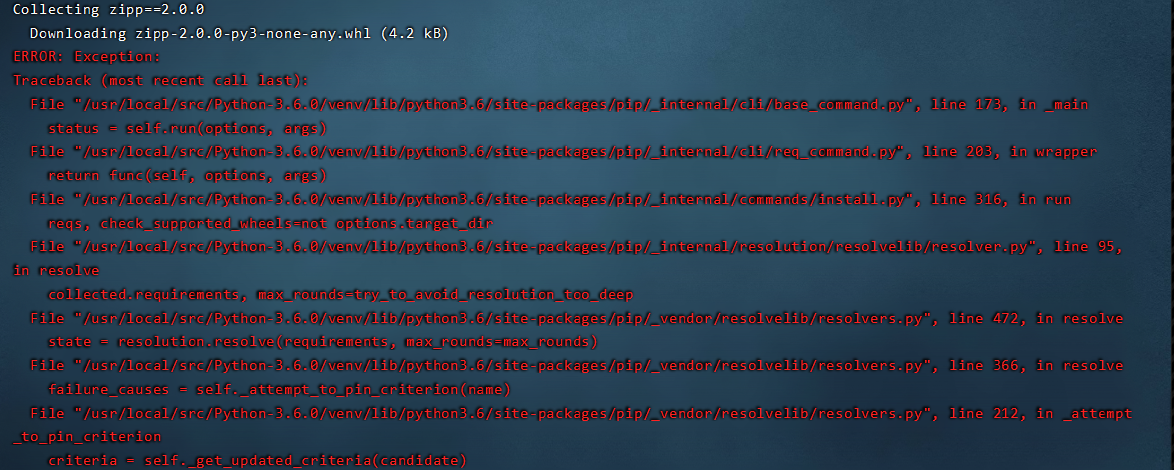 Collecting zipp==2.0.0
Downloading zipp-2.0.0-py3-none-any.whl (4.2 kB)
ERROR: Exception:
Traceback (most recent call last):
File "/usr/local/src/Python-3.6.0/venv/lib/python3.6/site-packages/pip/_internal/cli/base_command.py", line 173, in _main
status = self.run(options, args)
File "/usr/local/src/Python-3.6.0/venv/lib/python3.6/site-packages/pip/_internal/cli/req_command.py", line 203, in wrapper
return func(self, options, args)
File "/usr/local/src/Python-3.6.0/venv/lib/python3.6/site-packages/pip/_internal/commands/install.py", line 316, in run
reqs, check_supported_wheels=not options.target_dir
File "/usr/local/src/Python-3.6.0/venv/lib/python3.6/site-packages/pip/_internal/resolution/resolvelib/resolver.py", line 95,
in resolve
collected.requirements, max_rounds=try_to_avoid_resolution_too_deep
File "/usr/local/src/Python-3.6.0/venv/lib/python3.6/site-packages/pip/_vendor/resolvelib/resolvers.py", line 472, in resolve
state = resolution.resolve(requirements, max_rounds=max_rounds)
File "/usr/local/src/Python-3.6.0/venv/lib/python3.6/site-packages/pip/_vendor/resolvelib/resolvers.py", line 366, in resolve
failure_causes = self._attempt_to_pin_criterion(name)
File "/usr/local/src/Python-3.6.0/venv/lib/python3.6/site-packages/pip/_vendor/resolvelib/resolvers.py", line 212, in _attempt
_to_pin_criterion
criteria = self._get_updated_criteria(candidate)